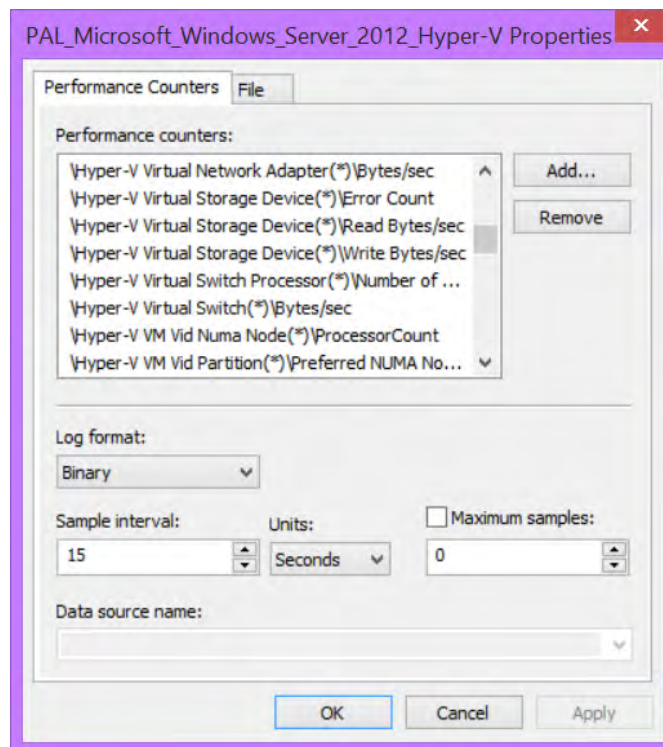 PAL_Microsoft_Windows_Server_2012_Hyper-V Properties
Performance Counters
File
Performance counters:
\Hyper-V Virtual Network Adapter(*)\Bytes/sec
\Hyper-V Virtual Storage Device(*)\Error Count
\Hyper-V Virtual Storage Device(*)\Read Bytes/sec
\Hyper-V Virtual Storage Device(*)\Write Bytes/sec
\Hyper-V Virtual Switch Processor(*)\Number of ...
\Hyper-V Virtual Switch(*)\Bytes/sec
\Hyper-V VM Vid Numa Node(*)\ProcessorCount
\Hyper-V VM Vid Partition(*)\Preferred NUMA No...
Add...
Remove
Log format:
Binary
Sample interval:
Units:
Maximum samples:
15
Seconds
0
Data source name:
OK
Cancel
Apply